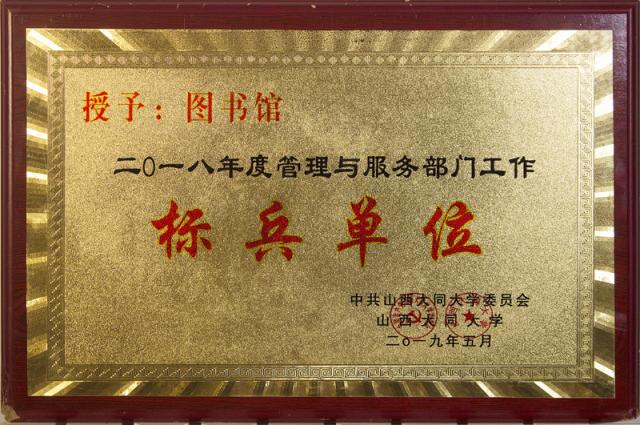 授予：图书馆
二〇一八年度管理与服务部门工作
标兵单位
中共山西大同大学委员会
山西大同大学
二〇一九年五月